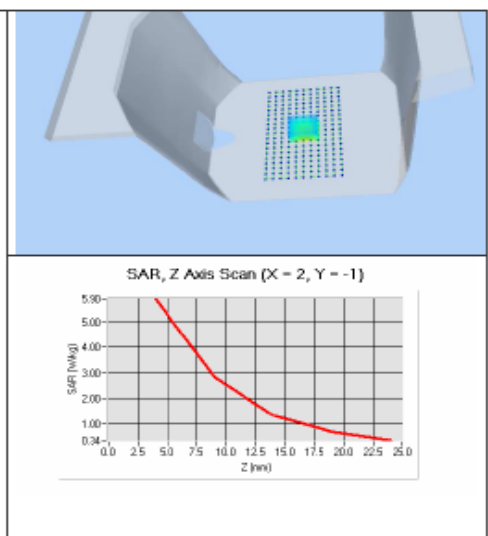 SAR, Z Axis Scan (X = 2, Y = -1)
5.90
5.00
4.00
3.00
2.00
1.00
0.34
SAR (W/kg)
0.0 2.5 5.0 7.5 10.0 12.5 15.0 17.5 20.0 22.5 25.0
Z (mm)